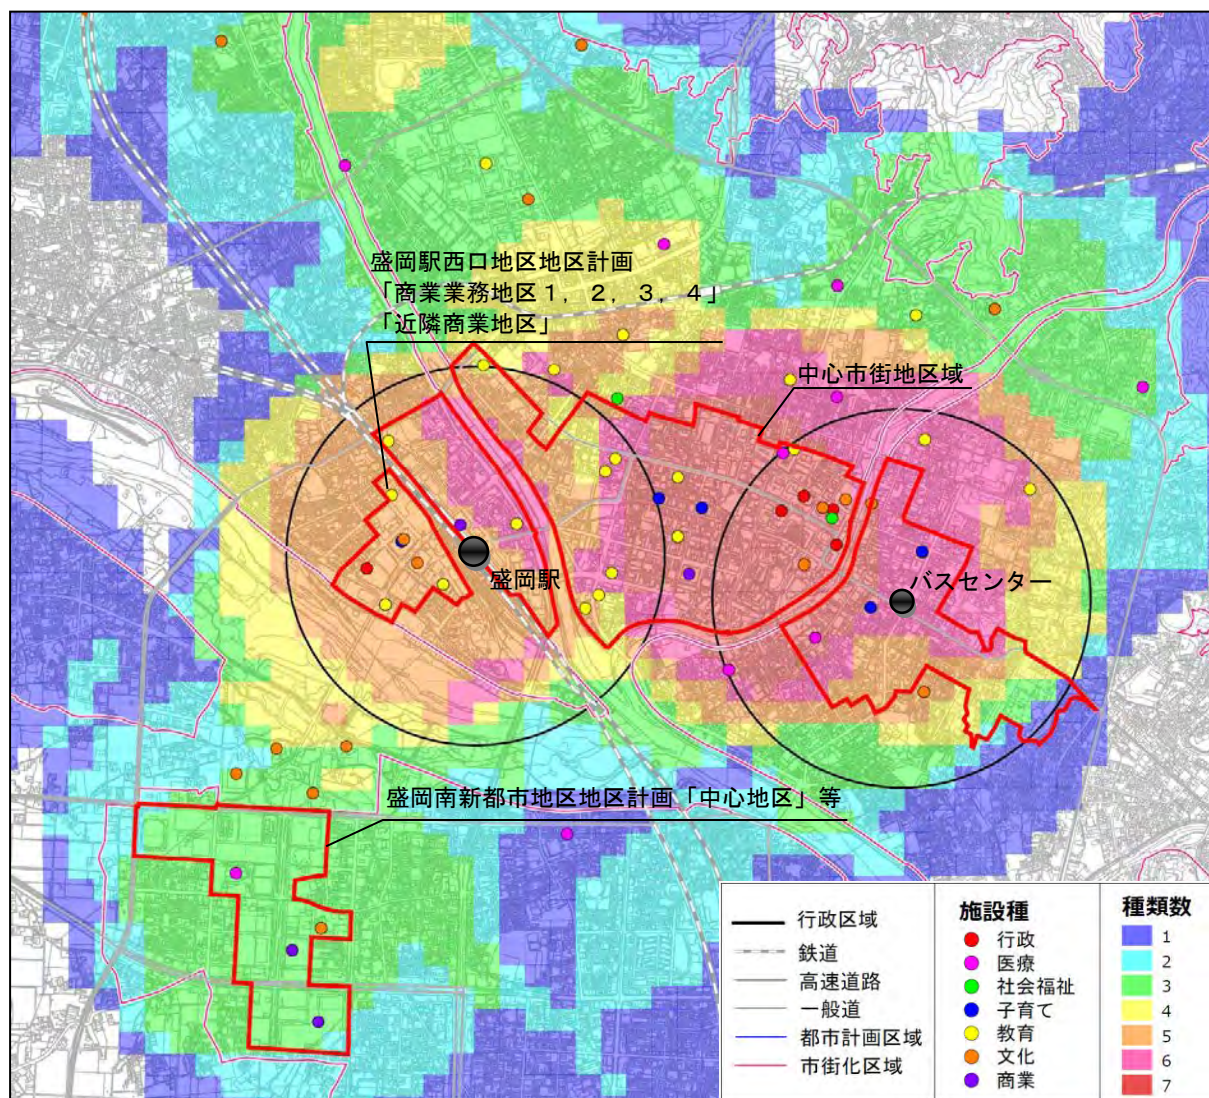 盛岡駅西口地区地区計画
「商業業務地区１，２，３，４」
「近隣商業地区」
中心市街地区域
盛岡駅
バスセンター
盛岡南新都市地区地区計画「中心地区」等
行政区域
鉄道
高速道路
一般道
都市計画区域
市街化区域
施設種
行政
医療
社会福祉
子育て
教育
文化
商業
種類数
1
2
3
4
5
6
7